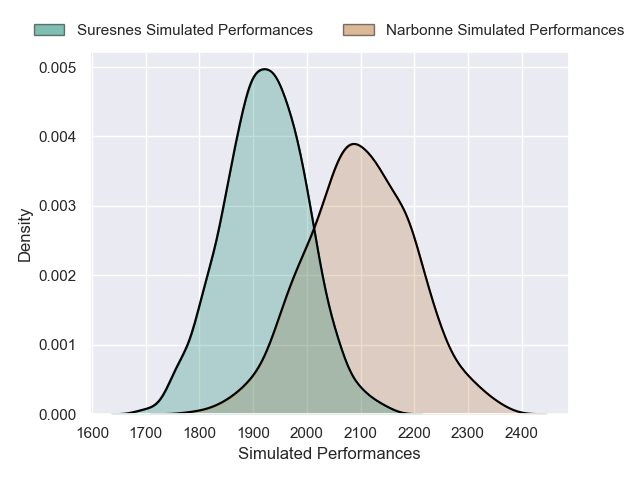 Suresnes Simulated Performances Narbonne Simulated Performances
0.005
0.004
0.003
0.002
0.001
0.000
Density
1600 1700 1800 1900 2000 2100 2200 2300 2400
Simulated Performances